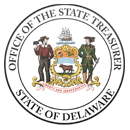 OFFICE OF THE STATE TREASURER
STATE OF DELAWARE